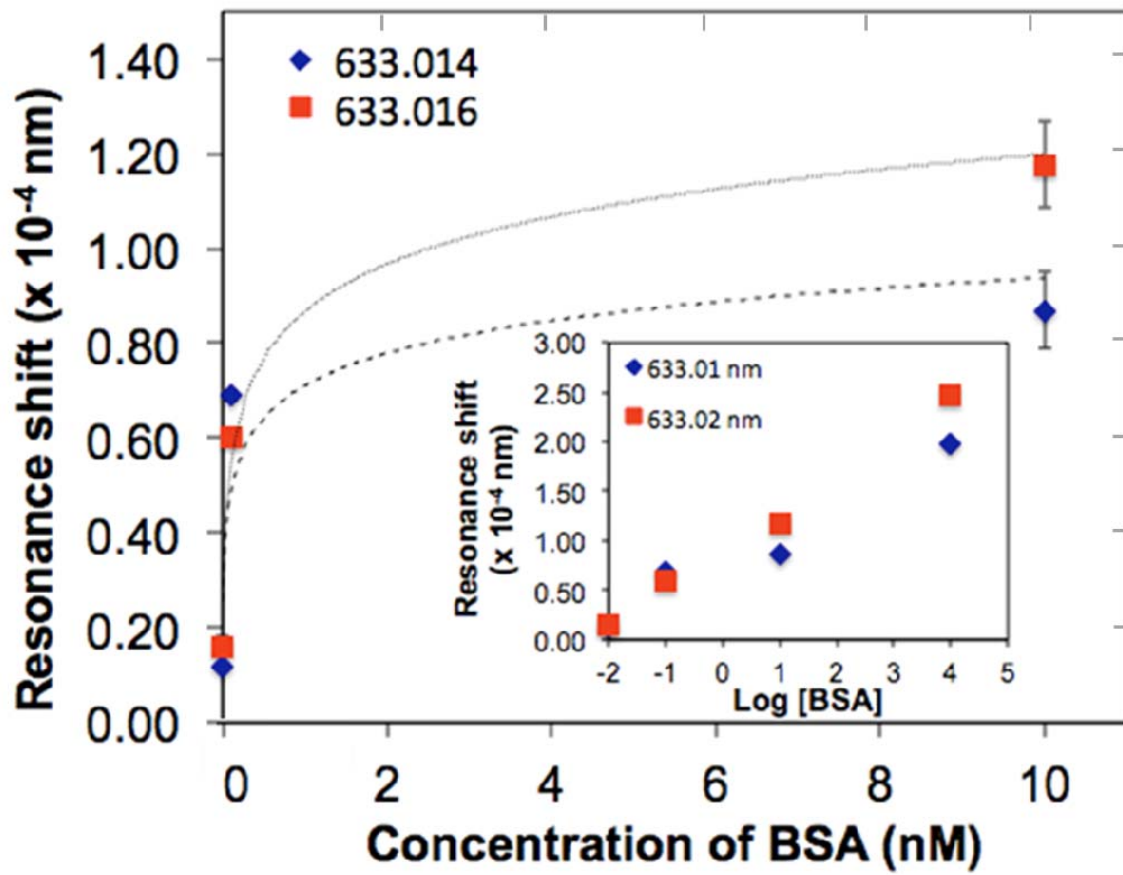 633.014
633.016
1.40
1.20
1.00
0.80
0.60
0.40
0.20
0.00
Resonance shift (x 10⁻⁴ nm)
0 2 4 6 8 10
Concentration of BSA (nM)
633.01 nm
633.02 nm
3.00
2.50
2.00
1.50
1.00
0.50
0.00
Resonance shift
(x 10⁻⁴ nm)
-2 -1 0 1 2 3 4 5
Log [BSA]